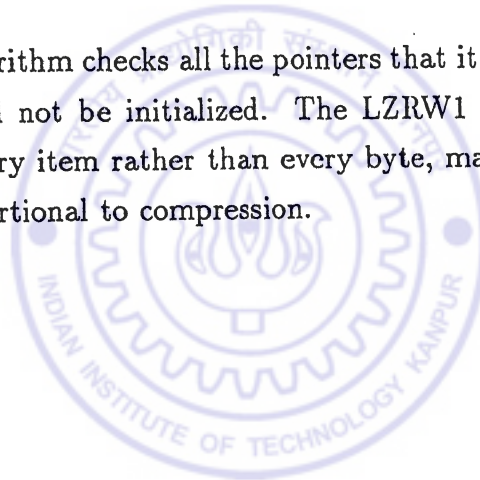 rithm checks all the pointers that it
not be initialized. The LZRW1
ry item rather than every byte, ma
rtional to compression.
INDIAN INSTITUTE OF TECHNOLOGY KANPUR